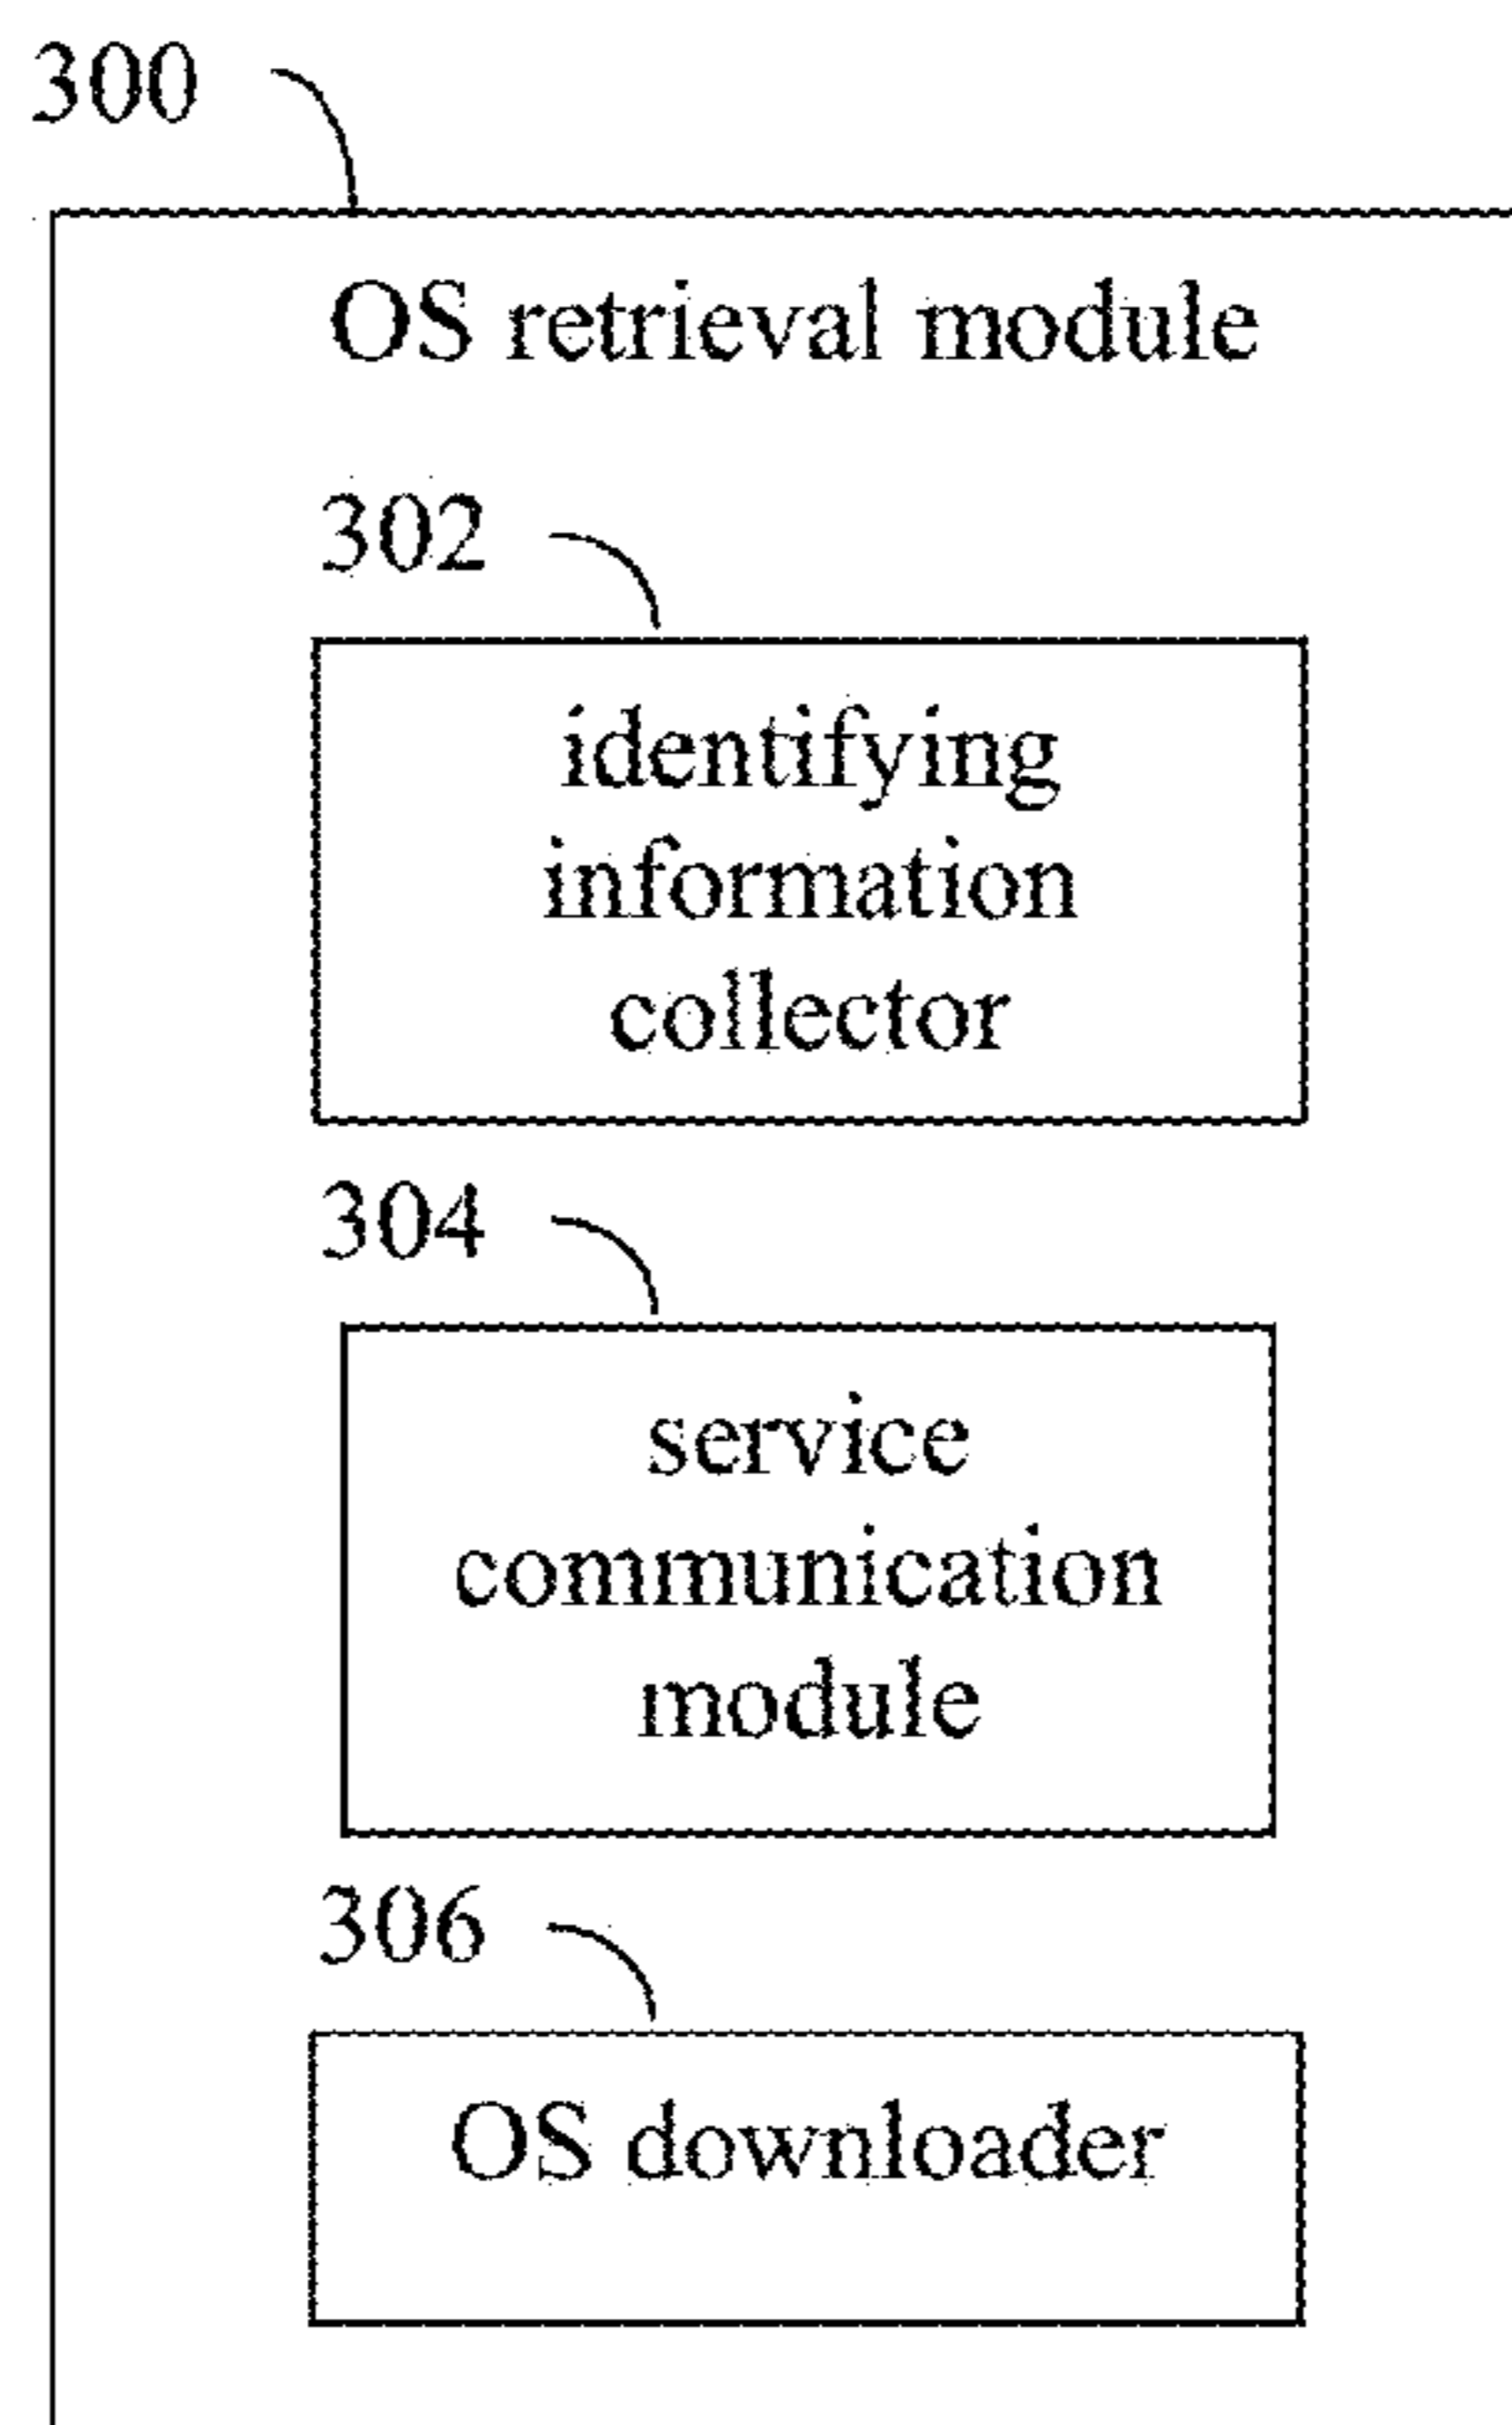 300
OS retrieval module
302
identifying
information
collector
304
service
communication
module
306
OS downloader